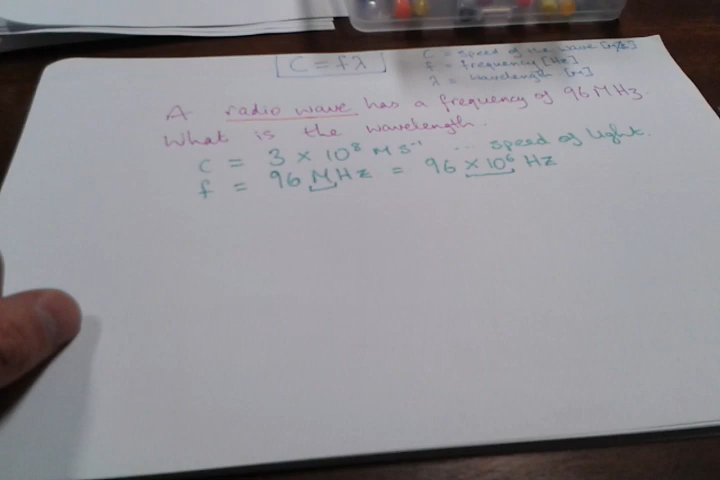 C = fλ
C = speed of the wave [m/s]
f = frequency [Hz]
λ = wavelength [m]
A radio wave has a frequency of 96 MHz.
What is the wavelength.
C = 3 × 10⁸ m s⁻¹ ... speed of light.
f = 96 MHz = 96 × 10⁶ Hz